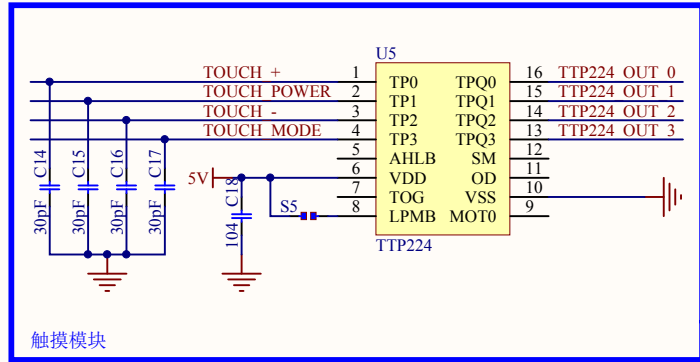 U5
TOUCH + 1 TP0 TPQ0 16 TTP224 OUT 0
TOUCH POWER 2 TP1 TPQ1 15 TTP224 OUT 1
TOUCH - 3 TP2 TPQ2 14 TTP224 OUT 2
TOUCH MODE 4 TP3 TPQ3 13 TTP224 OUT 3
5 AHLB SM 12
5V 6 VDD OD 11
7 TOG VSS 10
S5 8 LPMB MOT0 9
TTP224
C14 30pF
C15 30pF
C16 30pF
C17 30pF
C18 104
触摸模块